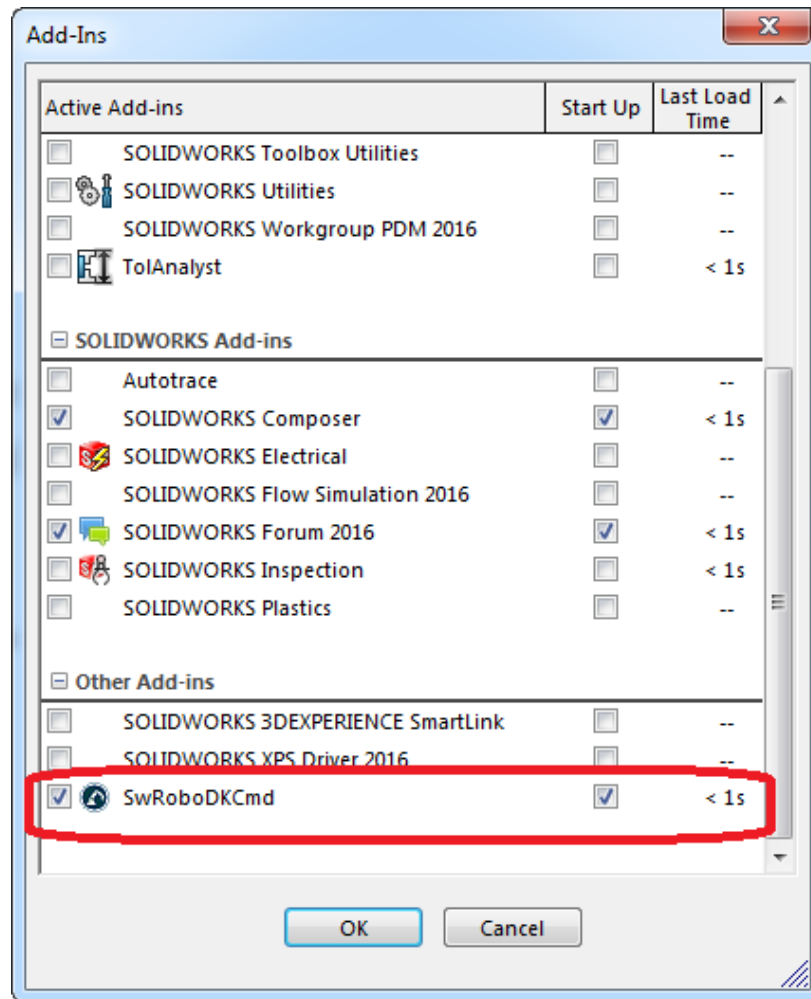 Add-Ins
Active Add-ins Start Up Last Load Time
SOLIDWORKS Toolbox Utilities --
SOLIDWORKS Utilities --
SOLIDWORKS Workgroup PDM 2016 --
TolAnalyst < 1s
SOLIDWORKS Add-ins
Autotrace --
SOLIDWORKS Composer < 1s
SOLIDWORKS Electrical --
SOLIDWORKS Flow Simulation 2016 --
SOLIDWORKS Forum 2016 < 1s
SOLIDWORKS Inspection < 1s
SOLIDWORKS Plastics --
Other Add-ins
SOLIDWORKS 3DEXPERIENCE SmartLink --
SOLIDWORKS XPS Driver 2016 --
SwRoboDKCmd < 1s
OK Cancel